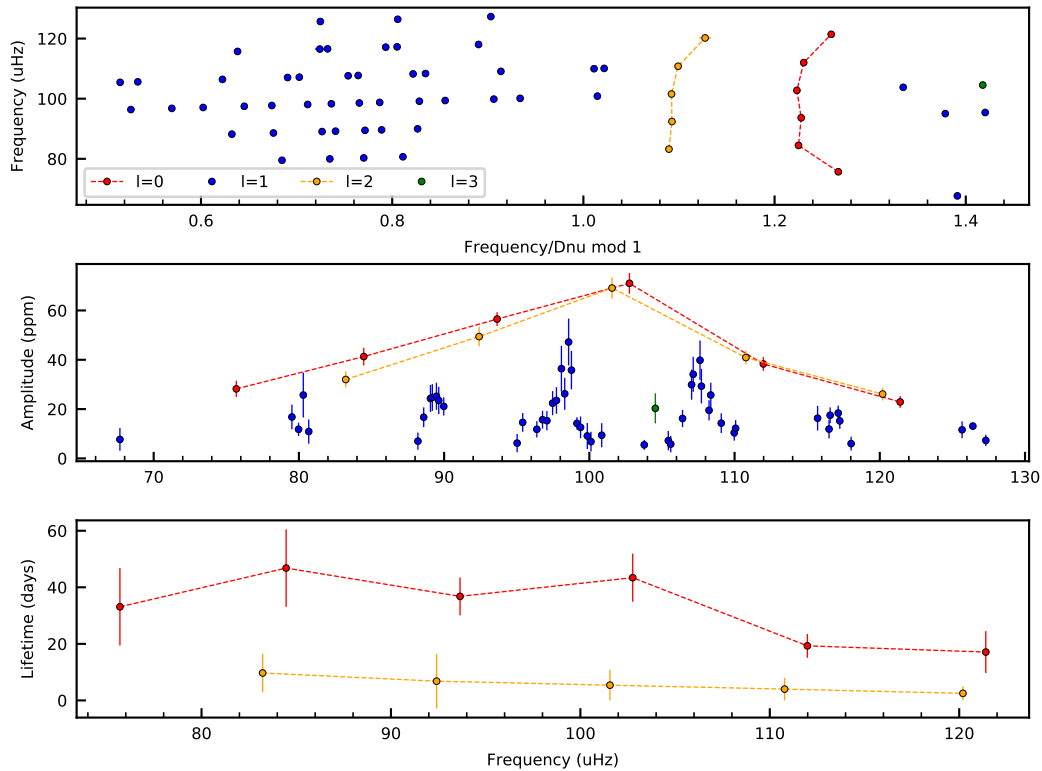 Frequency (uHz)
120
100
80
l=0 l=1 l=2 l=3
0.6 0.8 1.0 1.2 1.4
Frequency/Dnu mod 1
Amplitude (ppm)
60
40
20
0
70 80 90 100 110 120 130
Lifetime (days)
60
40
20
0
80 90 100 110 120
Frequency (uHz)